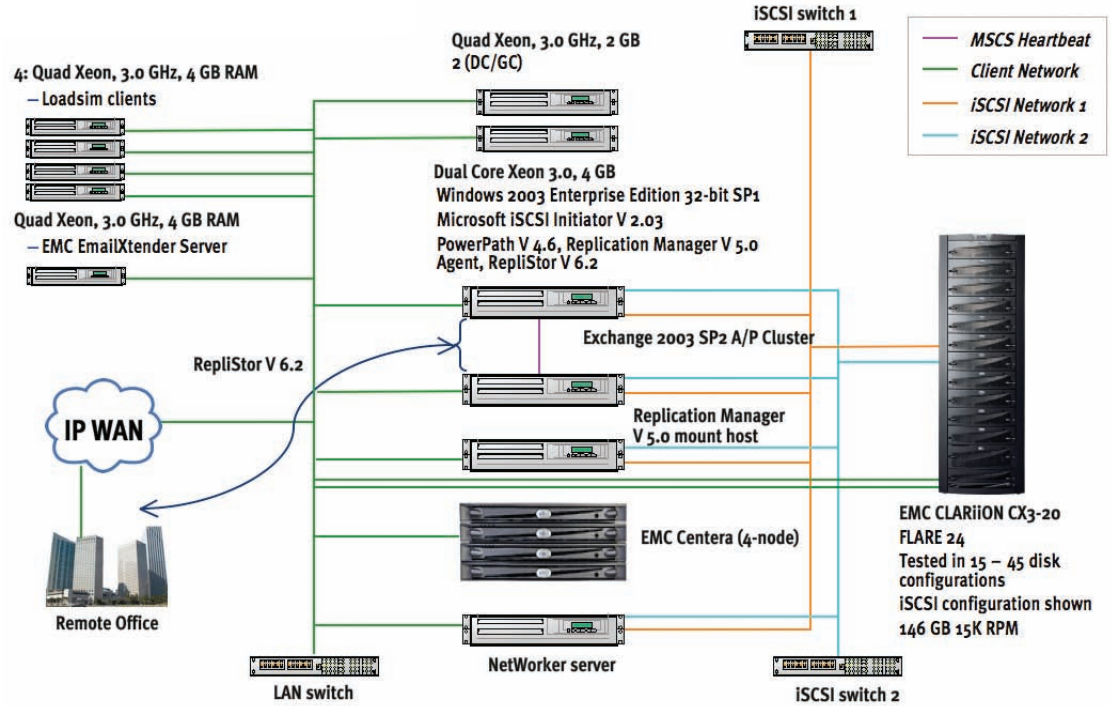 iSCSI switch 1
MSCS Heartbeat
Client Network
iSCSI Network 1
iSCSI Network 2
4: Quad Xeon, 3.0 GHz, 4 GB RAM
– Loadsim clients
Quad Xeon, 3.0 GHz, 4 GB RAM
– EMC EmailXtender Server
Quad Xeon, 3.0 GHz, 2 GB
2 (DC/GC)
Dual Core Xeon 3.0, 4 GB
Windows 2003 Enterprise Edition 32-bit SP1
Microsoft iSCSI Initiator V 2.03
PowerPath V 4.6, Replication Manager V 5.0
Agent, RepliStor V 6.2
Exchange 2003 SP2 A/P Cluster
RepliStor V 6.2
IP WAN
Replication Manager
V 5.0 mount host
EMC Centera (4-node)
EMC CLARiiON CX3-20
FLARE 24
Tested in 15 – 45 disk
configurations
iSCSI configuration shown
146 GB 15K RPM
Remote Office
NetWorker server
LAN switch
iSCSI switch 2